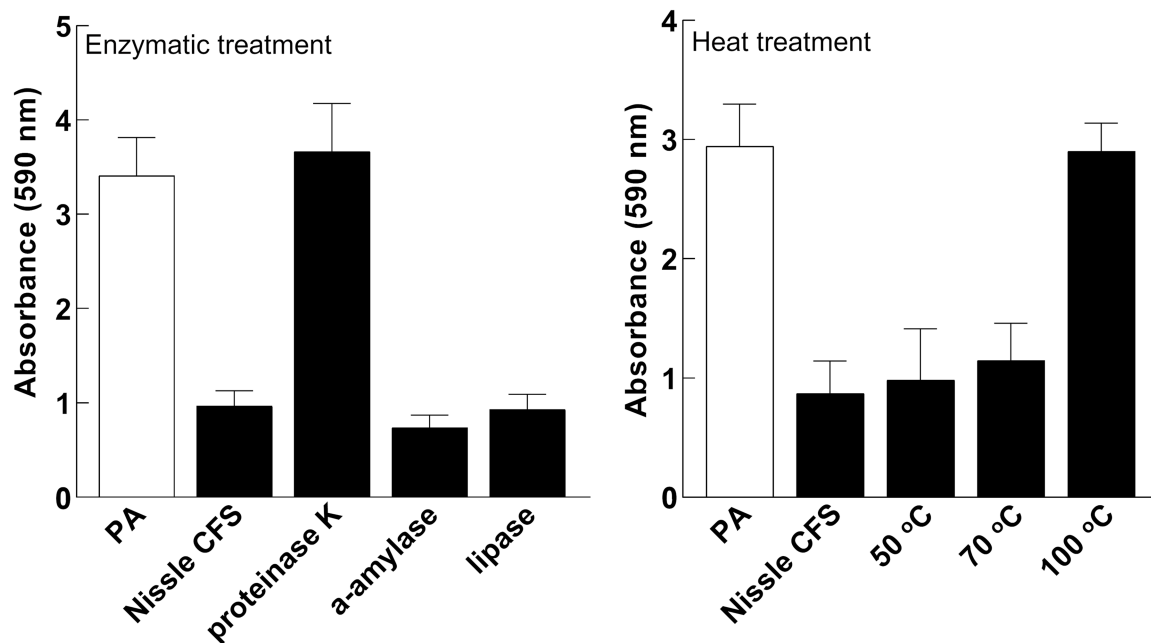 Enzymatic treatment
Absorbance (590 nm)
5
4
3
2
1
0
PA
Nissle CFS
proteinase K
a-amylase
lipase
Heat treatment
Absorbance (590 nm)
4
3
2
1
0
PA
Nissle CFS
50 ºC
70 ºC
100 ºC